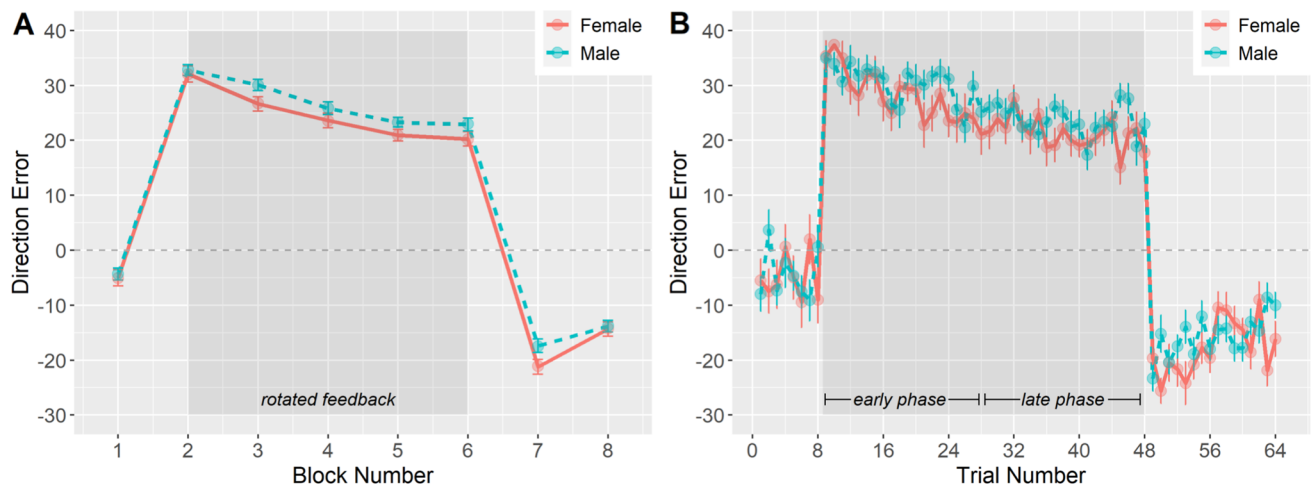 A
Female
Male
Direction Error
40
30
20
10
0
-10
-20
-30
rotated feedback
1 2 3 4 5 6 7 8
Block Number
B
Female
Male
Direction Error
40
30
20
10
0
-10
-20
-30
early phase late phase
0 8 16 24 32 40 48 56 64
Trial Number